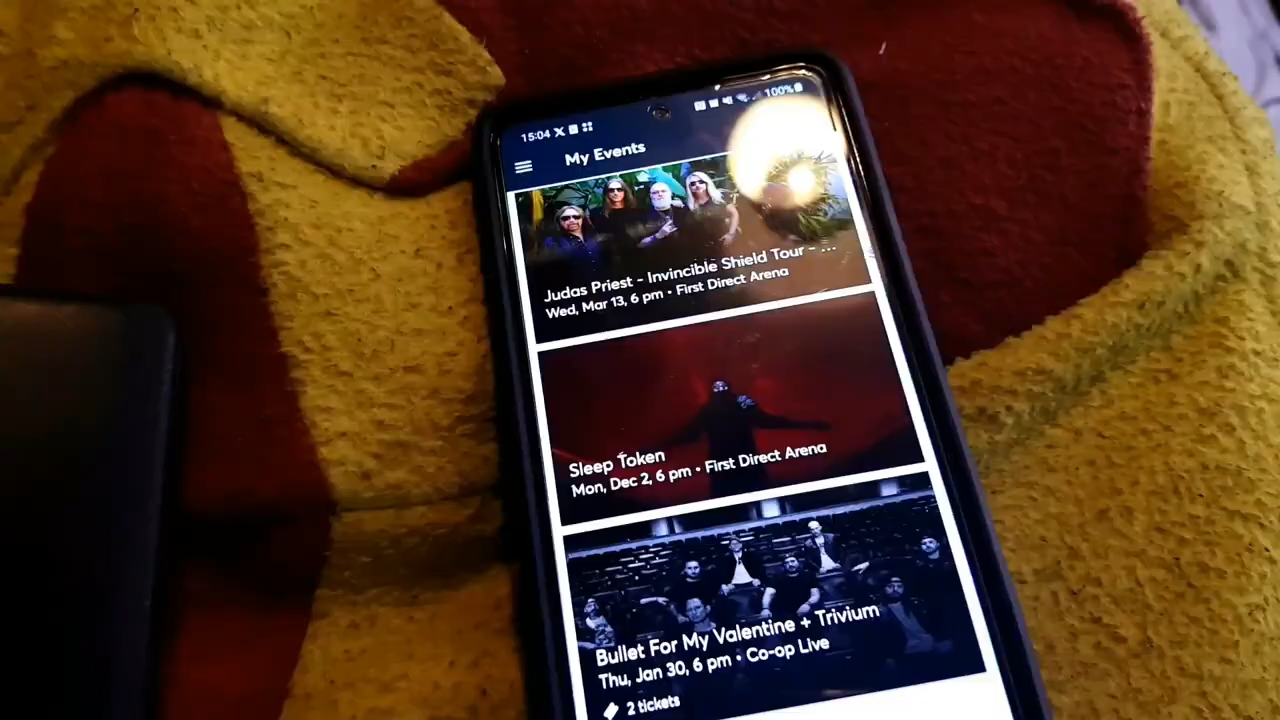 15:04
100%
My Events
Judas Priest - Invincible Shield Tour - ...
Wed, Mar 13, 6 pm • First Direct Arena
Sleep Token
Mon, Dec 2, 6 pm • First Direct Arena
Bullet For My Valentine + Trivium
Thu, Jan 30, 6 pm • Co-op Live
2 tickets